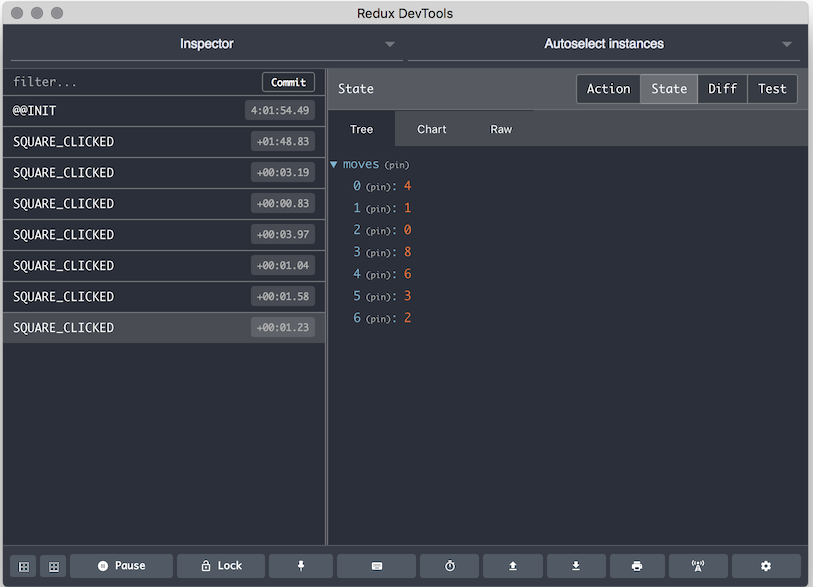 Redux DevTools
Inspector
Autoselect instances
filter... Commit
@@INIT 4:01:54.49
SQUARE_CLICKED +01:48.83
SQUARE_CLICKED +00:03.19
SQUARE_CLICKED +00:00.83
SQUARE_CLICKED +00:03.97
SQUARE_CLICKED +00:01.04
SQUARE_CLICKED +00:01.58
SQUARE_CLICKED +00:01.23
State Action State Diff Test
Tree Chart Raw
moves (pin)
0 (pin): 4
1 (pin): 1
2 (pin): 0
3 (pin): 8
4 (pin): 6
5 (pin): 3
6 (pin): 2
Pause Lock